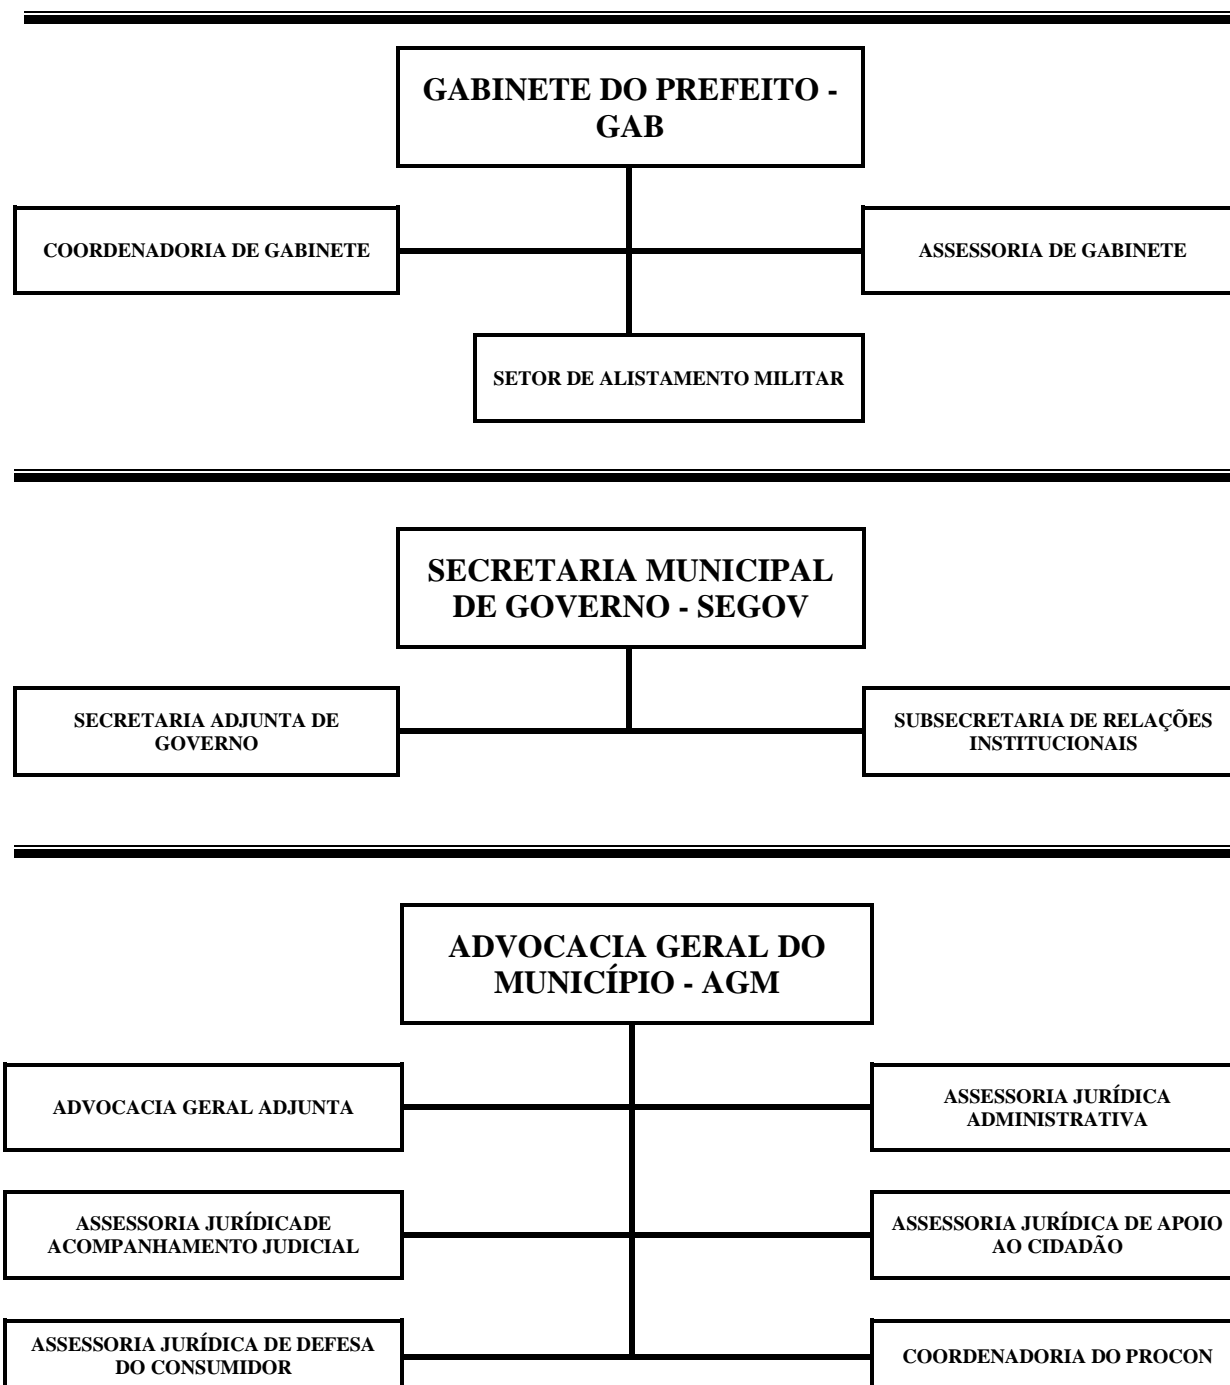 GABINETE DO PREFEITO -
GAB
COORDENADORIA DE GABINETE
ASSESSORIA DE GABINETE
SETOR DE ALISTAMENTO MILITAR
SECRETARIA MUNICIPAL
DE GOVERNO - SEGOV
SECRETARIA ADJUNTA DE
GOVERNO
SUBSECRETARIA DE RELAÇÕES
INSTITUCIONAIS
ADVOCACIA GERAL DO
MUNICÍPIO - AGM
ADVOCACIA GERAL ADJUNTA
ASSESSORIA JURÍDICA
ADMINISTRATIVA
ASSESSORIA JURÍDICADE
ACOMPANHAMENTO JUDICIAL
ASSESSORIA JURÍDICA DE APOIO
AO CIDADÃO
ASSESSORIA JURÍDICA DE DEFESA
DO CONSUMIDOR
COORDENADORIA DO PROCON